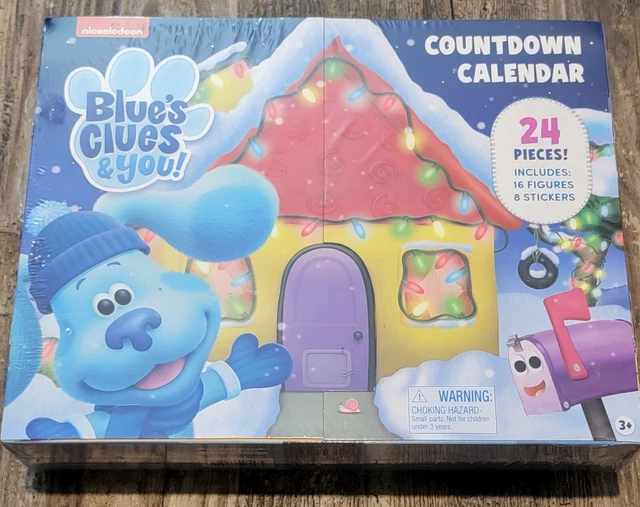 nickelodeon
COUNTDOWN
CALENDAR
Blue's
Clues
& YOU!
24
PIECES!
INCLUDES:
16 FIGURES
8 STICKERS
WARNING:
CHOKING HAZARD-
Small parts. Not for children
under 3 years.
3+